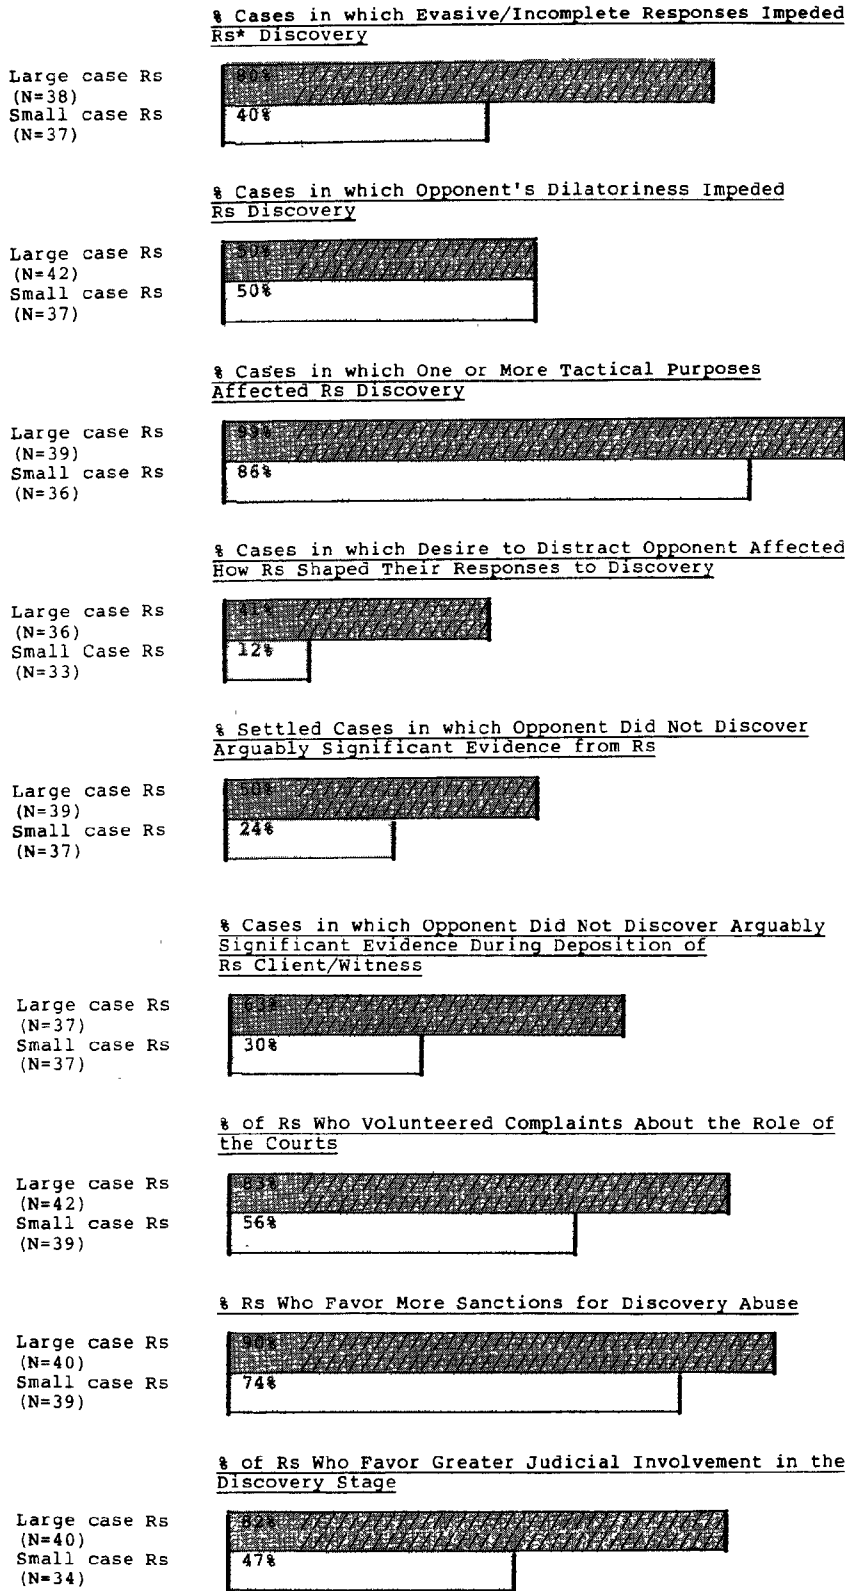 % Cases in which Evasive/Incomplete Responses Impeded
Rs* Discovery
Large case Rs
(N=38)
80%
Small case Rs
(N=37)
40%
% Cases in which Opponent's Dilatoriness Impeded
Rs Discovery
Large case Rs
(N=42)
50%
Small case Rs
(N=37)
50%
% Cases in which One or More Tactical Purposes
Affected Rs Discovery
Large case Rs
(N=39)
99%
Small case Rs
(N=36)
86%
% Cases in which Desire to Distract Opponent Affected
How Rs Shaped Their Responses to Discovery
Large case Rs
(N=36)
41%
Small Case Rs
(N=33)
12%
% Settled Cases in which Opponent Did Not Discover
Arguably Significant Evidence from Rs
Large case Rs
(N=39)
50%
Small case Rs
(N=37)
24%
% Cases in which Opponent Did Not Discover Arguably
Significant Evidence During Deposition of
Rs Client/Witness
Large case Rs
(N=37)
63%
Small case Rs
(N=37)
30%
% of Rs Who Volunteered Complaints About the Role of
the Courts
Large case Rs
(N=42)
83%
Small case Rs
(N=39)
56%
% Rs Who Favor More Sanctions for Discovery Abuse
Large case Rs
(N=40)
90%
Small case Rs
(N=39)
74%
% of Rs Who Favor Greater Judicial Involvement in the
Discovery Stage
Large case Rs
(N=40)
82%
Small case Rs
(N=34)
47%